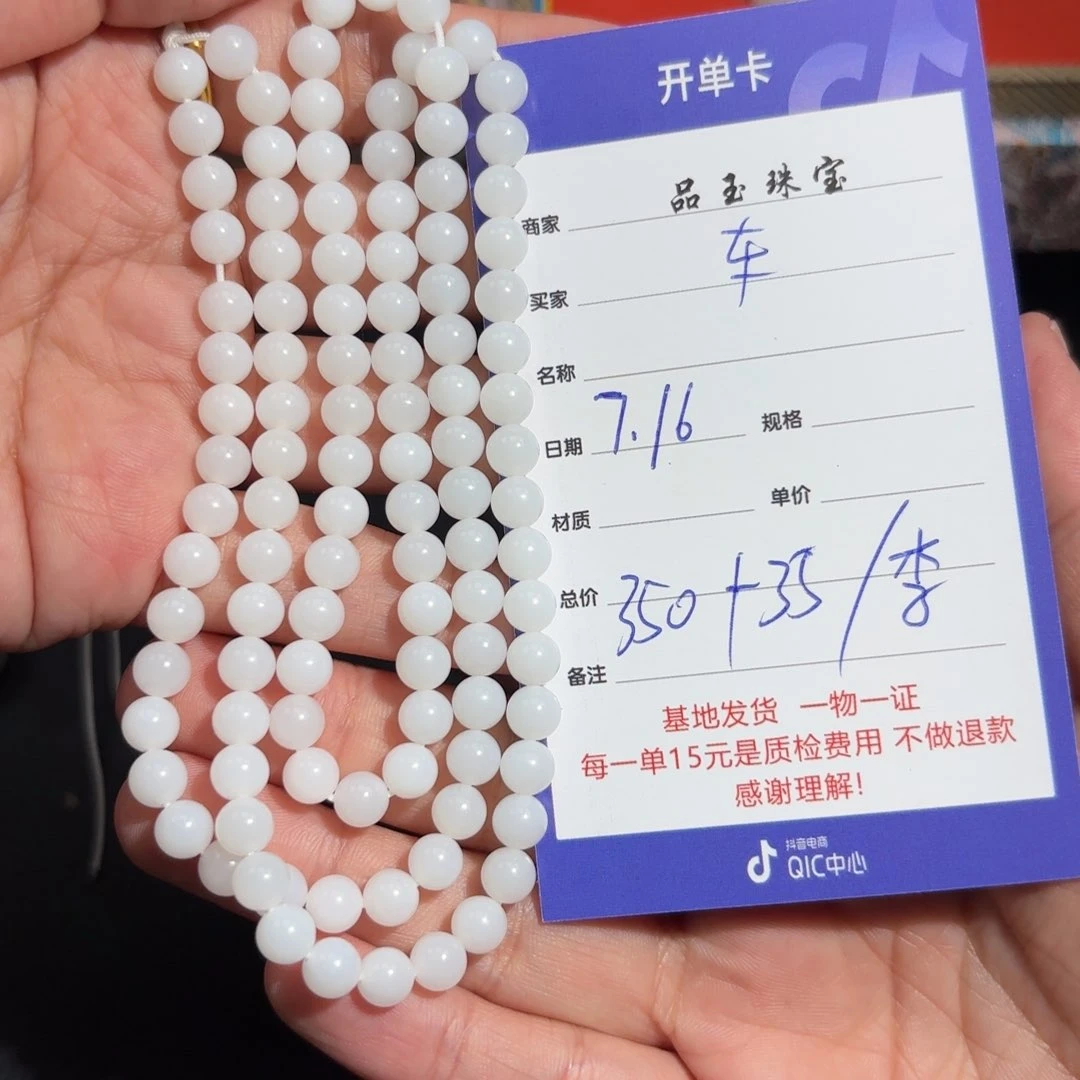 开单卡
商家 品玉珠宝
买家 车
名称
日期 7.16 规格
材质 单价
总价 350+35/李
备注
基地发货 一物一证
每一单15元是质检费用 不做退款
感谢理解!
抖音电商
QIC中心